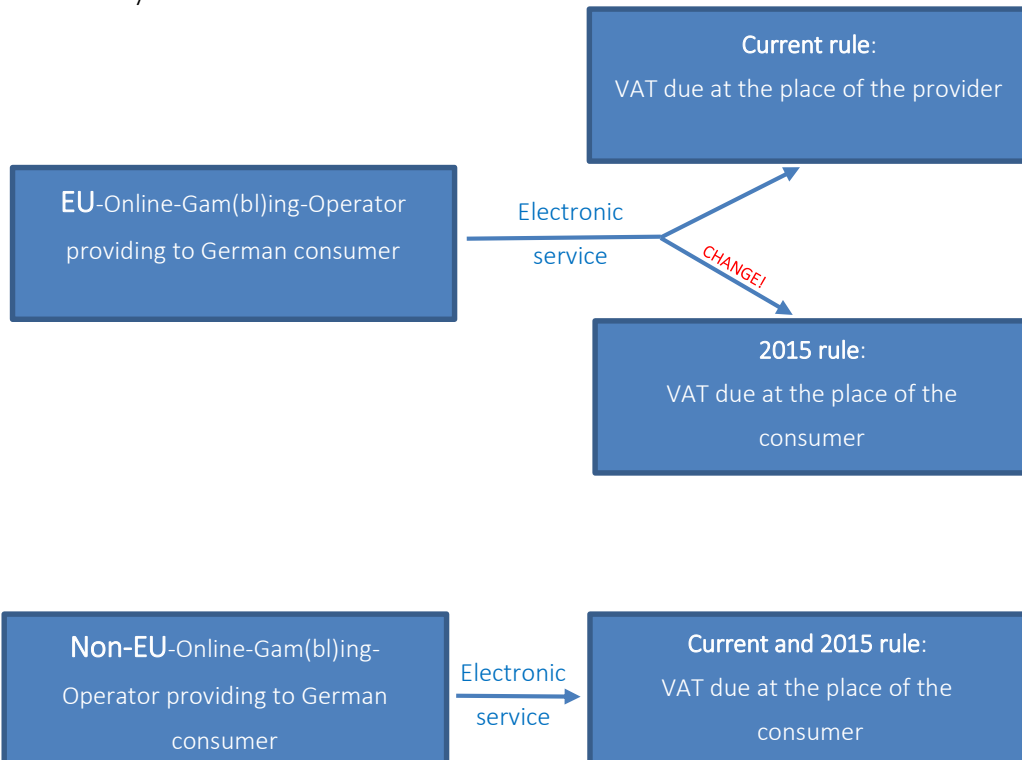 Current rule:
VAT due at the place of the provider
EU-Online-Gam(bl)ing-Operator
providing to German consumer
Electronic
service
CHANGE!
2015 rule:
VAT due at the place of the
consumer
Non-EU-Online-Gam(bl)ing-
Operator providing to German
consumer
Electronic
service
Current and 2015 rule:
VAT due at the place of the
consumer